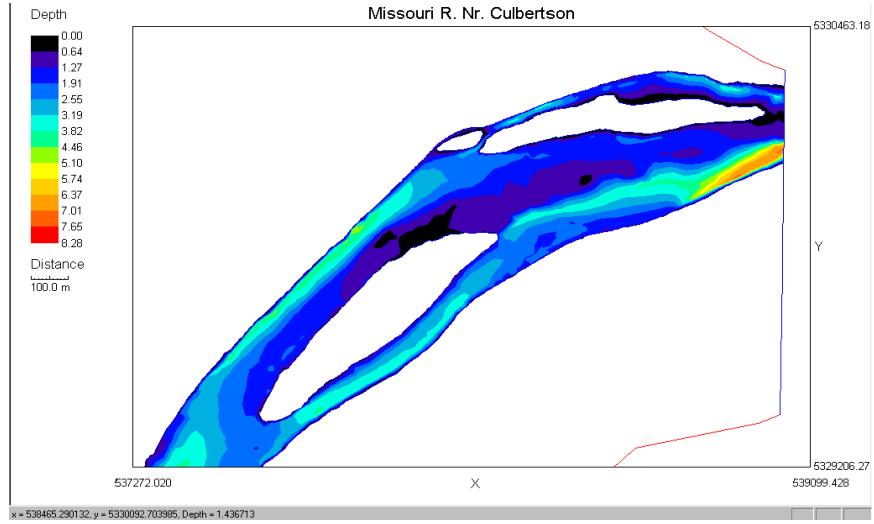 Missouri R. Nr. Culbertson
Depth
0.00
0.64
1.27
1.91
2.55
3.19
3.82
4.46
5.10
5.74
6.37
7.01
7.65
8.28
Distance
100.0 m
5330463.18
Y
5329206.27
537272.020
X
539099.428
x = 538465.290132, y = 5330092.703985, Depth = 1.436713